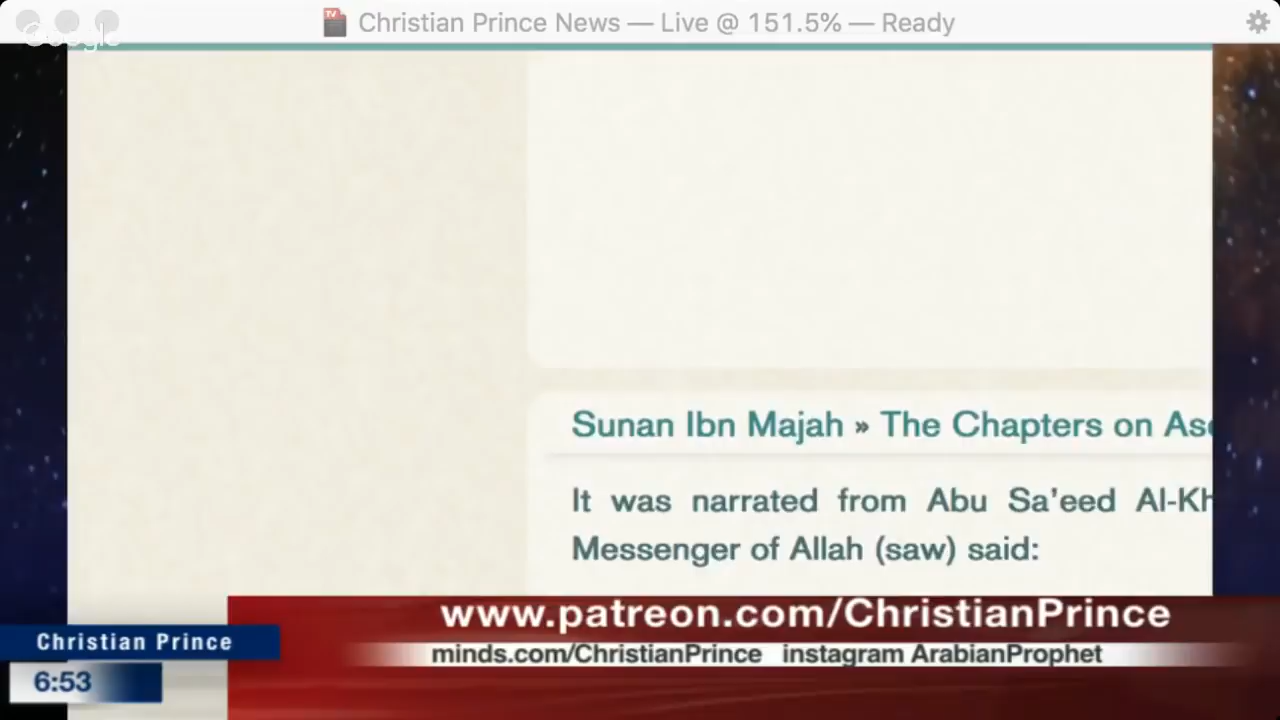 TV Christian Prince News — Live @ 151.5% — Ready
Google
Sunan Ibn Majah » The Chapters on
It was narrated from Abu Sa'eed
Messenger of Allah (saw) said:
www.patreon.com/ChristianPrince
Christian Prince
minds.com/ChristianPrince instagram ArabianProphet
6:53